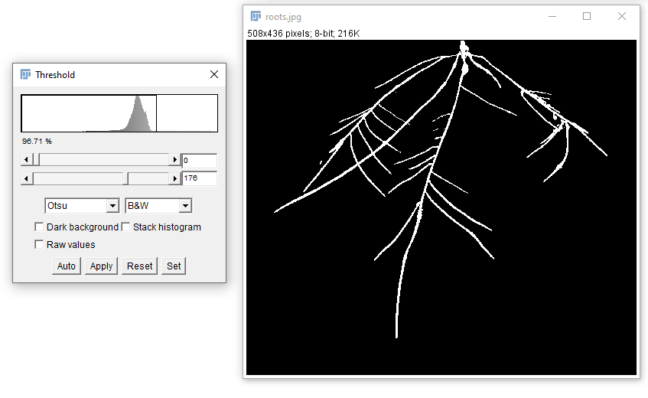 roots.jpg
508x436 pixels; 8-bit; 216K
Threshold
96.71 %
0
176
Otsu B&W
Dark background Stack histogram
Raw values
Auto Apply Reset Set